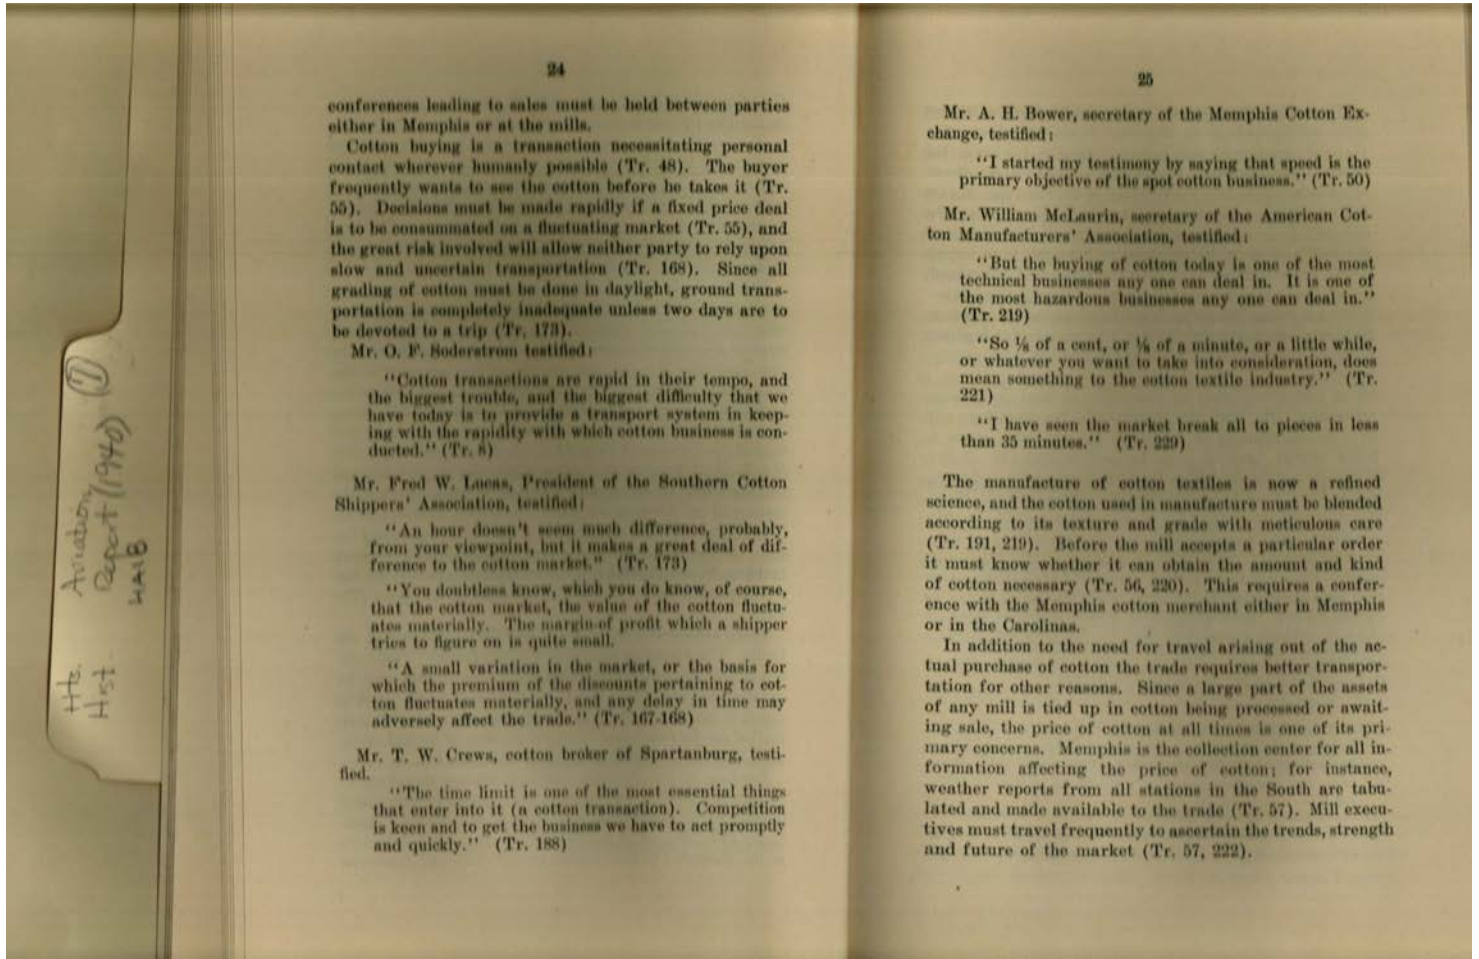 24
conferences leading to sales must be held between parties
either in Memphis or at the mills.
Cotton buying is a transaction necessitating personal
contact wherever humanly possible (Tr. 48). The buyer
frequently wants to see the cotton before he takes it (Tr.
55). Decisions must be made rapidly if a fixed price deal
is to be consummated on a fluctuating market (Tr. 55), and
the great risk involved will allow neither party to rely upon
slow and uncertain transportation (Tr. 168). Since all
grading of cotton must be done in daylight, ground trans-
portation is completely inadequate unless two days are to
be devoted to a trip (Tr. 173).
Mr. O. F. Soderstrom testified:
"Cotton transactions are rapid in their tempo, and
the biggest trouble, and the biggest difficulty that we
have today is to provide a transport system in keep-
ing with the rapidity with which cotton business is con-
ducted." (Tr. 8)
Mr. Fred W. Lucas, President of the Southern Cotton
Shippers' Association, testified:
"An hour doesn't seem much difference, probably,
from your viewpoint, but it makes a great deal of dif-
ference to the cotton market." (Tr. 173)
"You doubtless know, which you do know, of course,
that the cotton market, the value of the cotton fluctu-
ates materially. The margin of profit which a shipper
tries to figure on is quite small.
"A small variation in the market, or the basis for
which the premium of the discounts pertaining to cot-
ton fluctuates materially, and any delay in time may
adversely affect the trade." (Tr. 167-168)
Mr. T. W. Crews, cotton broker of Spartanburg, testi-
fied.
"The time limit is one of the most essential things
that enter into it (a cotton transaction). Competition
is keen and to get the business we have to act promptly
and quickly." (Tr. 188)
25
Mr. A. H. Bower, secretary of the Memphis Cotton Ex-
change, testified:
"I started my testimony by saying that speed is the
primary objective of the spot cotton business." (Tr. 50)
Mr. William McLaurin, secretary of the American Cot-
ton Manufacturers' Association, testified:
"But the buying of cotton today is one of the most
technical businesses any one can deal in. It is one of
the most hazardous businesses any one can deal in."
(Tr. 219)
"So ⅛ of a cent, or ⅛ of a minute, or a little while,
or whatever you want to take into consideration, does
mean something to the cotton textile industry." (Tr.
221)
"I have seen the market break all to pieces in less
than 35 minutes." (Tr. 229)
The manufacture of cotton textiles is now a refined
science, and the cotton used in manufacture must be blended
according to its texture and grade with meticulous care
(Tr. 191, 219). Before the mill accepts a particular order
it must know whether it can obtain the amount and kind
of cotton necessary (Tr. 56, 220). This requires a confer-
ence with the Memphis cotton merchant either in Memphis
or in the Carolinas.
In addition to the need for travel arising out of the ac-
tual purchase of cotton the trade requires better transpor-
tation for other reasons. Since a large part of the assets
of any mill is tied up in cotton being processed or await-
ing sale, the price of cotton at all times is one of its pri-
mary concerns. Memphis is the collection center for all in-
formation affecting the price of cotton; for instance,
weather reports from all stations in the South are tabu-
lated and made available to the trade (Tr. 57). Mill execu-
tives must travel frequently to ascertain the trends, strength
and future of the market (Tr. 57, 222).
Hts. Aviation
Hist. Report (1940) (7)